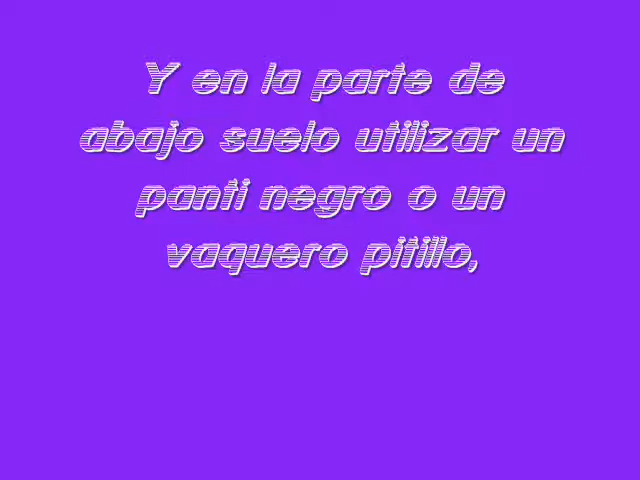 Y en la parte de
abajo suelo utilizar un
panti negro o un
vaquero pitillo,